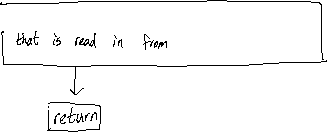 that is read in from
return